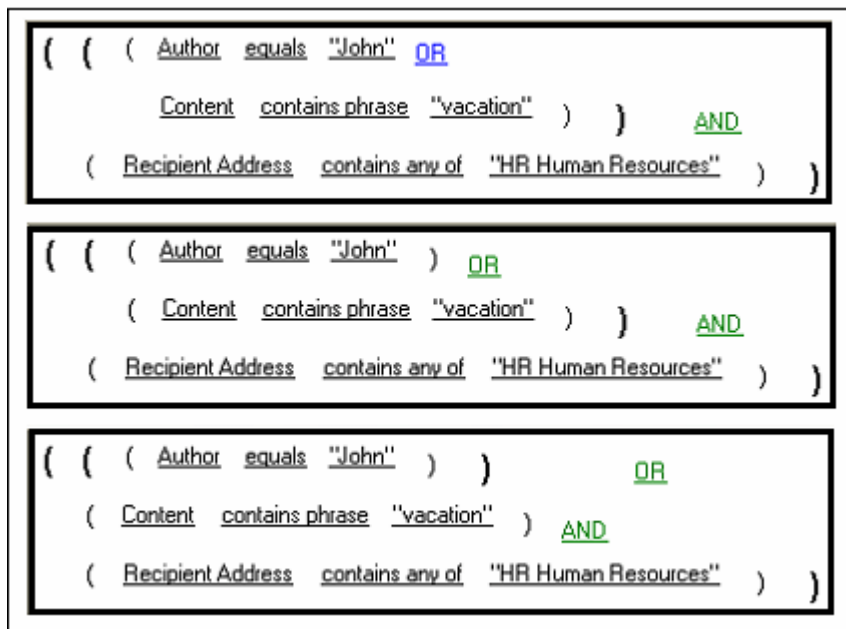 ( ( ( Author equals "John" OR
Content contains phrase "vacation" ) ) AND
( Recipient Address contains any of "HR Human Resources" ) )
( ( ( Author equals "John" ) OR
( Content contains phrase "vacation" ) ) AND
( Recipient Address contains any of "HR Human Resources" ) )
( ( ( Author equals "John" ) ) OR
( Content contains phrase "vacation" ) AND
( Recipient Address contains any of "HR Human Resources" ) )